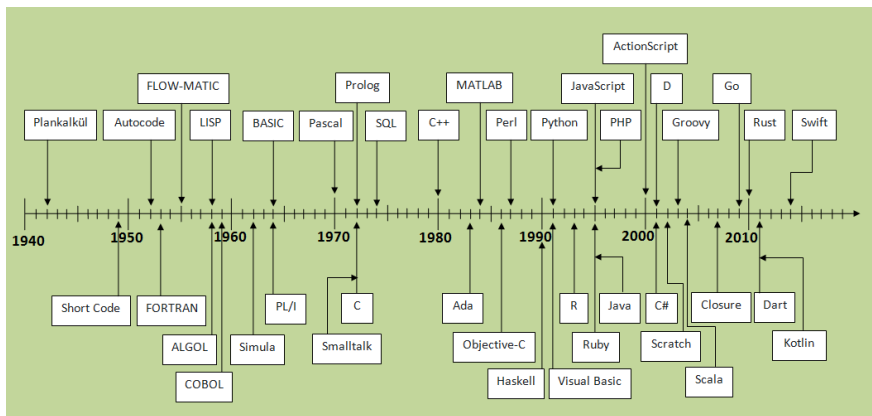 ActionScript
FLOW-MATIC
Prolog
MATLAB
JavaScript
D
Go
Plankalkül
Autocode
LISP
BASIC
Pascal
SQL
C++
Perl
Python
PHP
Groovy
Rust
Swift
1940
1950
1960
1970
1980
1990
2000
2010
Short Code
FORTRAN
PL/I
C
Ada
R
Java
C#
Closure
Dart
ALGOL
Simula
Smalltalk
Objective-C
Ruby
Scratch
Kotlin
COBOL
Haskell
Visual Basic
Scala